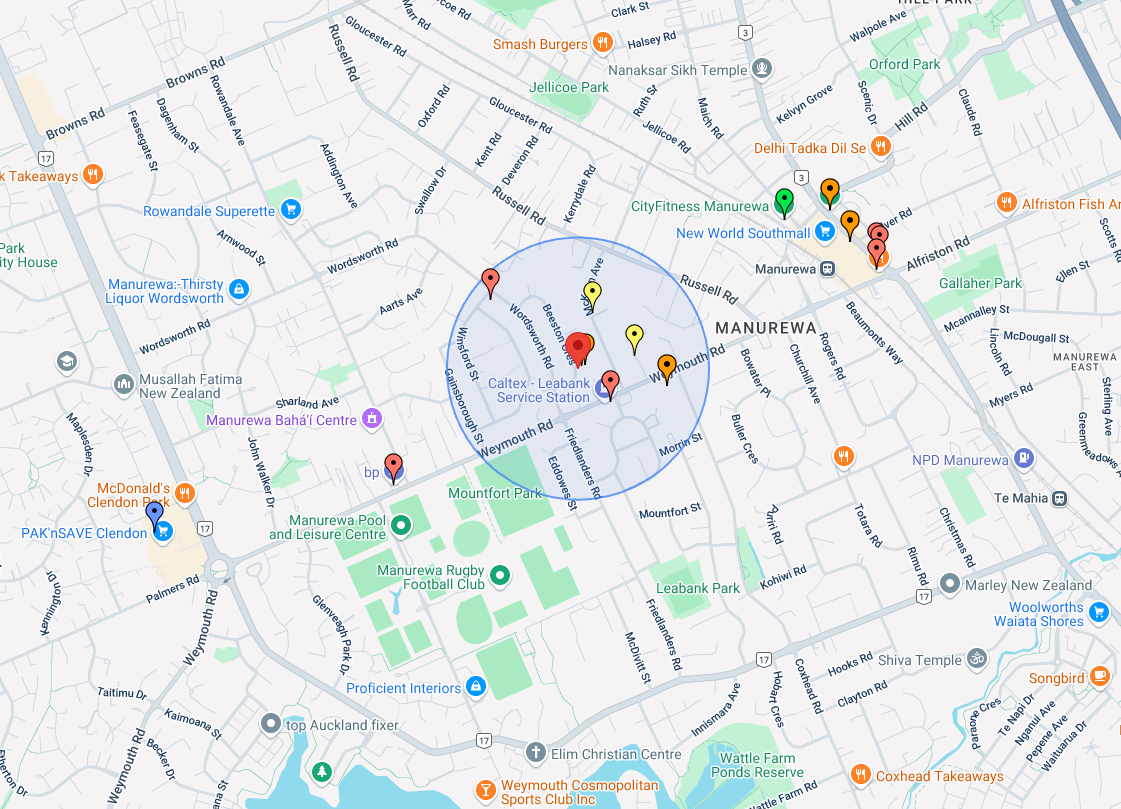 HILL PARK
Clark St
Walpole Ave
Marr Rd
Gloucester Rd
3
Smash Burgers
Halsey Rd
Russell Rd
Nanaksar Sikh Temple
Orford Park
Browns Rd
Jellicoe Park
Oxford Rd
Ruth St
Maich Rd
Kelvyn Grove
Scenic Dr
Claude Rd
Rowandale Ave
Dagenham St
Feasegate St
Gloucester Rd
Hill Rd
Browns Rd
Jellicoe Rd
Kent Rd
Deveron Rd
Delhi Tadka Dil Se
17
Addington Ave
Swallow Dr
Kerrydale Rd
3
k Takeaways
Russell Rd
Rowandale Superette
CityFitness Manurewa
Alfriston Fish An
New World Southmall
ver Rd
Arnwood St
Wordsworth Rd
Alfriston Rd
Scotts Rd
Park
ity House
Manurewa
Ellen St
Manurewa:-Thirsty
Liquor Wordsworth
Aarts Ave
Russell Rd
Gallaher Park
Wordsworth Rd
Beeston Cres
Wordsworth Rd
Winsford St
MANUREWA
Beaumonts Way
Mcannalley St
McDougall St
Lincoln Rd
Rogers Rd
Churchill Ave
Bowater Pl
Weymouth Rd
MANUREWA
EAST
Musallah Fatima
New Zealand
Gainsborough St
Caltex - Leabank
Service Station
Myers Rd
Sterling Ave
Sharland Ave
Manurewa Bahá'í Centre
Maplesden Dr
John Walker Dr
Weymouth Rd
Friedlanders Rd
Morrin St
Buller Cres
Greenmeadows A
NPD Manurewa
bp
Eddowes St
McDonald's
Clendon Park
Mountfort Park
Te Mahia
Mountfort St
Ariri Rd
Totara Rd
Christmas Rd
PAK'nSAVE Clendon
17
Manurewa Pool
and Leisure Centre
Rimu Rd
Manurewa Rugby
Football Club
Kohiwi Rd
Leabank Park
Marley New Zealand
17
Palmers Rd
Kennington Dr
Weymouth Rd
Glenveagh Park Dr
Friedlanders Rd
Woolworths
Waiata Shores
McDivitt St
Hooks Rd
17
Shiva Temple
Songbird
Proficient Interiors
Taitimu Dr
Innismara Ave
Hobart Cres
Coxhead Rd
Clayton Rd
Paraone Cres
Te Napi Dr
Nganui Ave
Pepene Ave
Waituarua Dr
Kaimoana St
top Auckland fixer
Weymouth Rd
Becker Dr
17
Elim Christian Centre
Wattle Farm
Ponds Reserve
Coxhead Takeaways
Weymouth Cosmopolitan
Sports Club Inc
Wattle Farm Rd